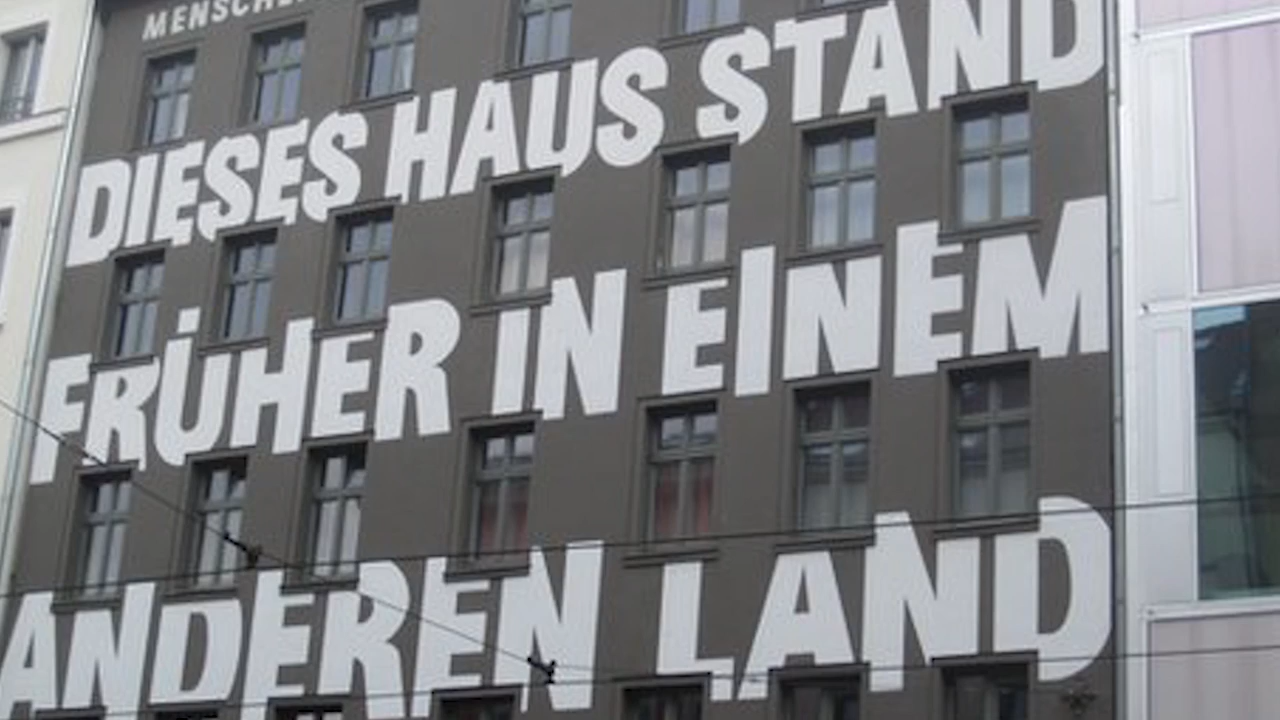 DIESES HAUS STAND
FRÜHER IN EINEM
ANDEREN LAND